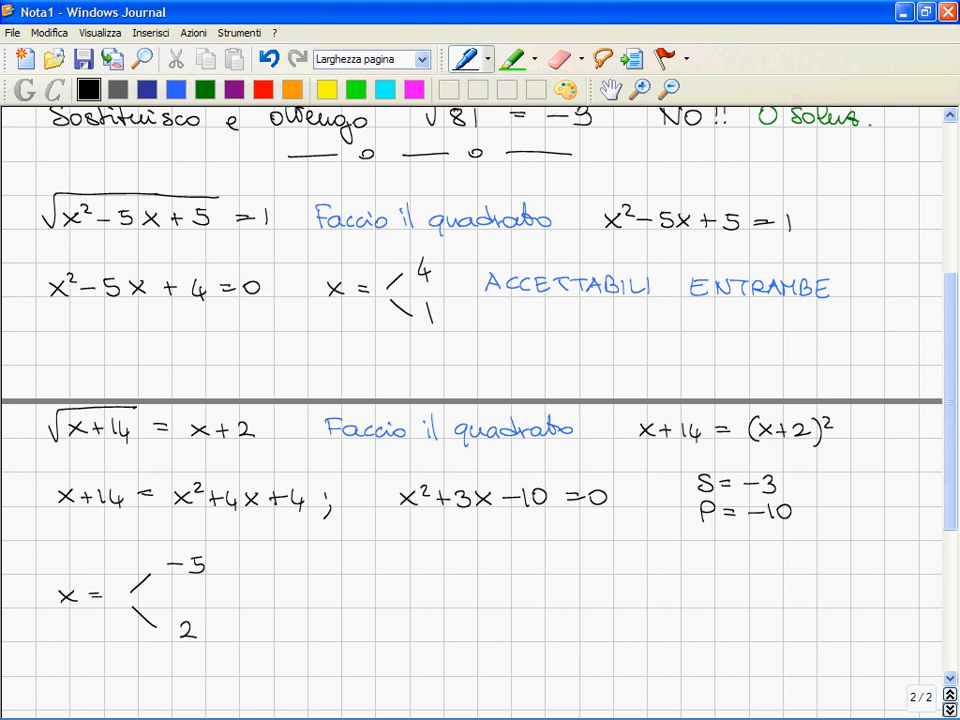 Nota1 - Windows Journal
File Modifica Visualizza Inserisci Azioni Strumenti ?
Larghezza pagina
G G
Sostituisco e ottengo √81 = -9 NO!! 0 soluz.
√x²-5x+5 =1 Faccio il quadrato x²-5x+5=1
x²-5x+4=0 x= 4 ACCETTABILI ENTRAMBE
1
√x+14 = x+2 Faccio il quadrato x+14 = (x+2)²
x+14 = x²+4x+4 ; x²+3x-10=0 S=-3
P=-10
-5
x=
2
2 / 2